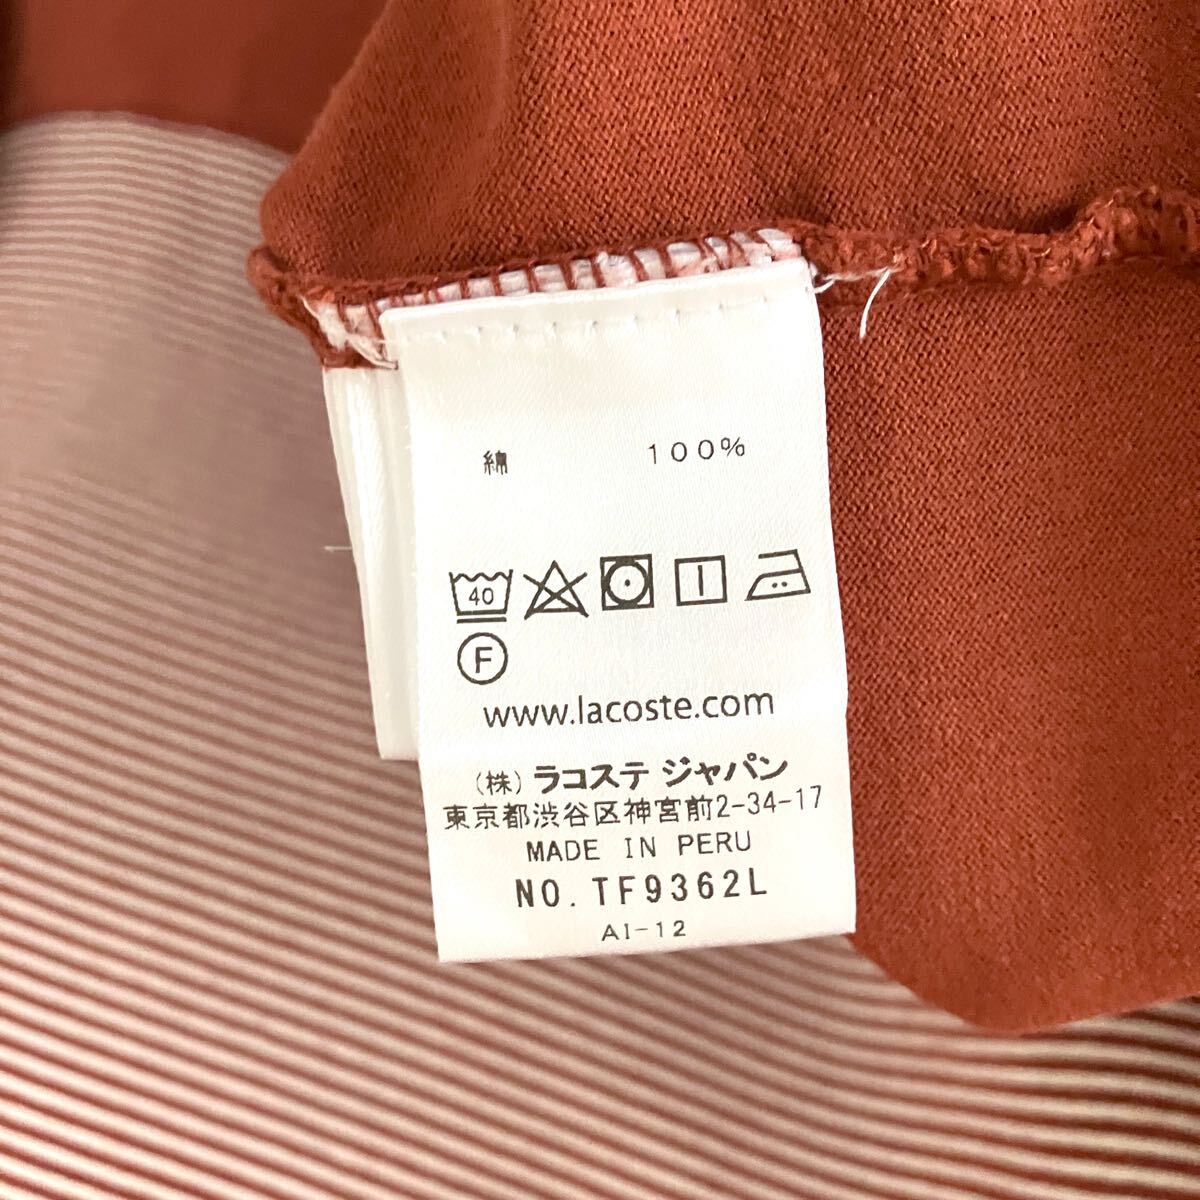 綿 100%
40
F
www.lacoste.com
(株) ラコステ ジャパン
東京都渋谷区神宮前2-34-17
MADE IN PERU
NO. TF9362L
AI-12